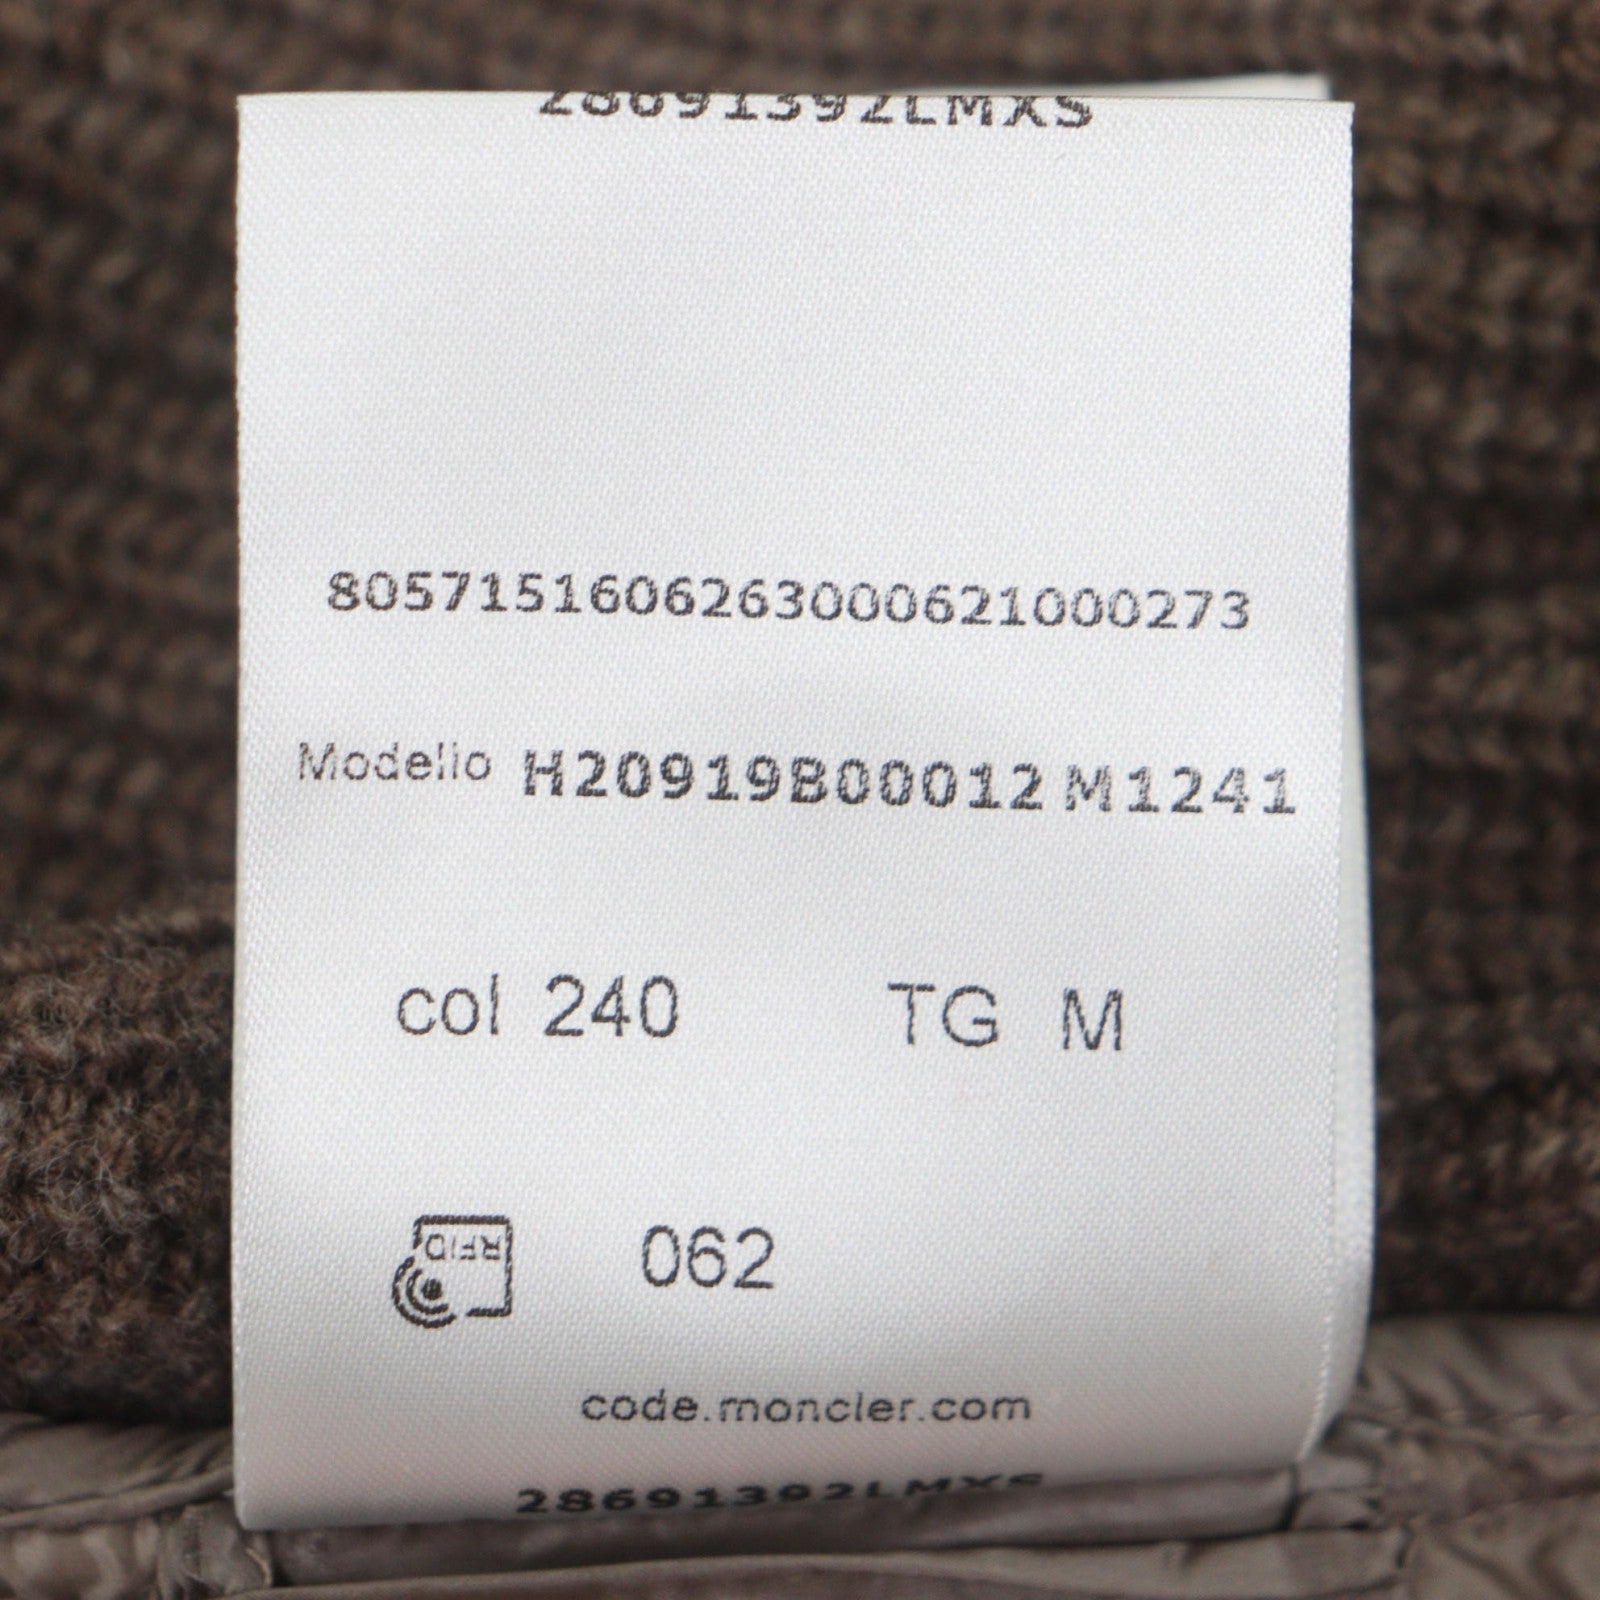 28691392LMXS
8057151606263000621000273
Modello H20919B00012 M1241
col 240 TG M
RFID 062
code.moncler.com
28691392LMXS